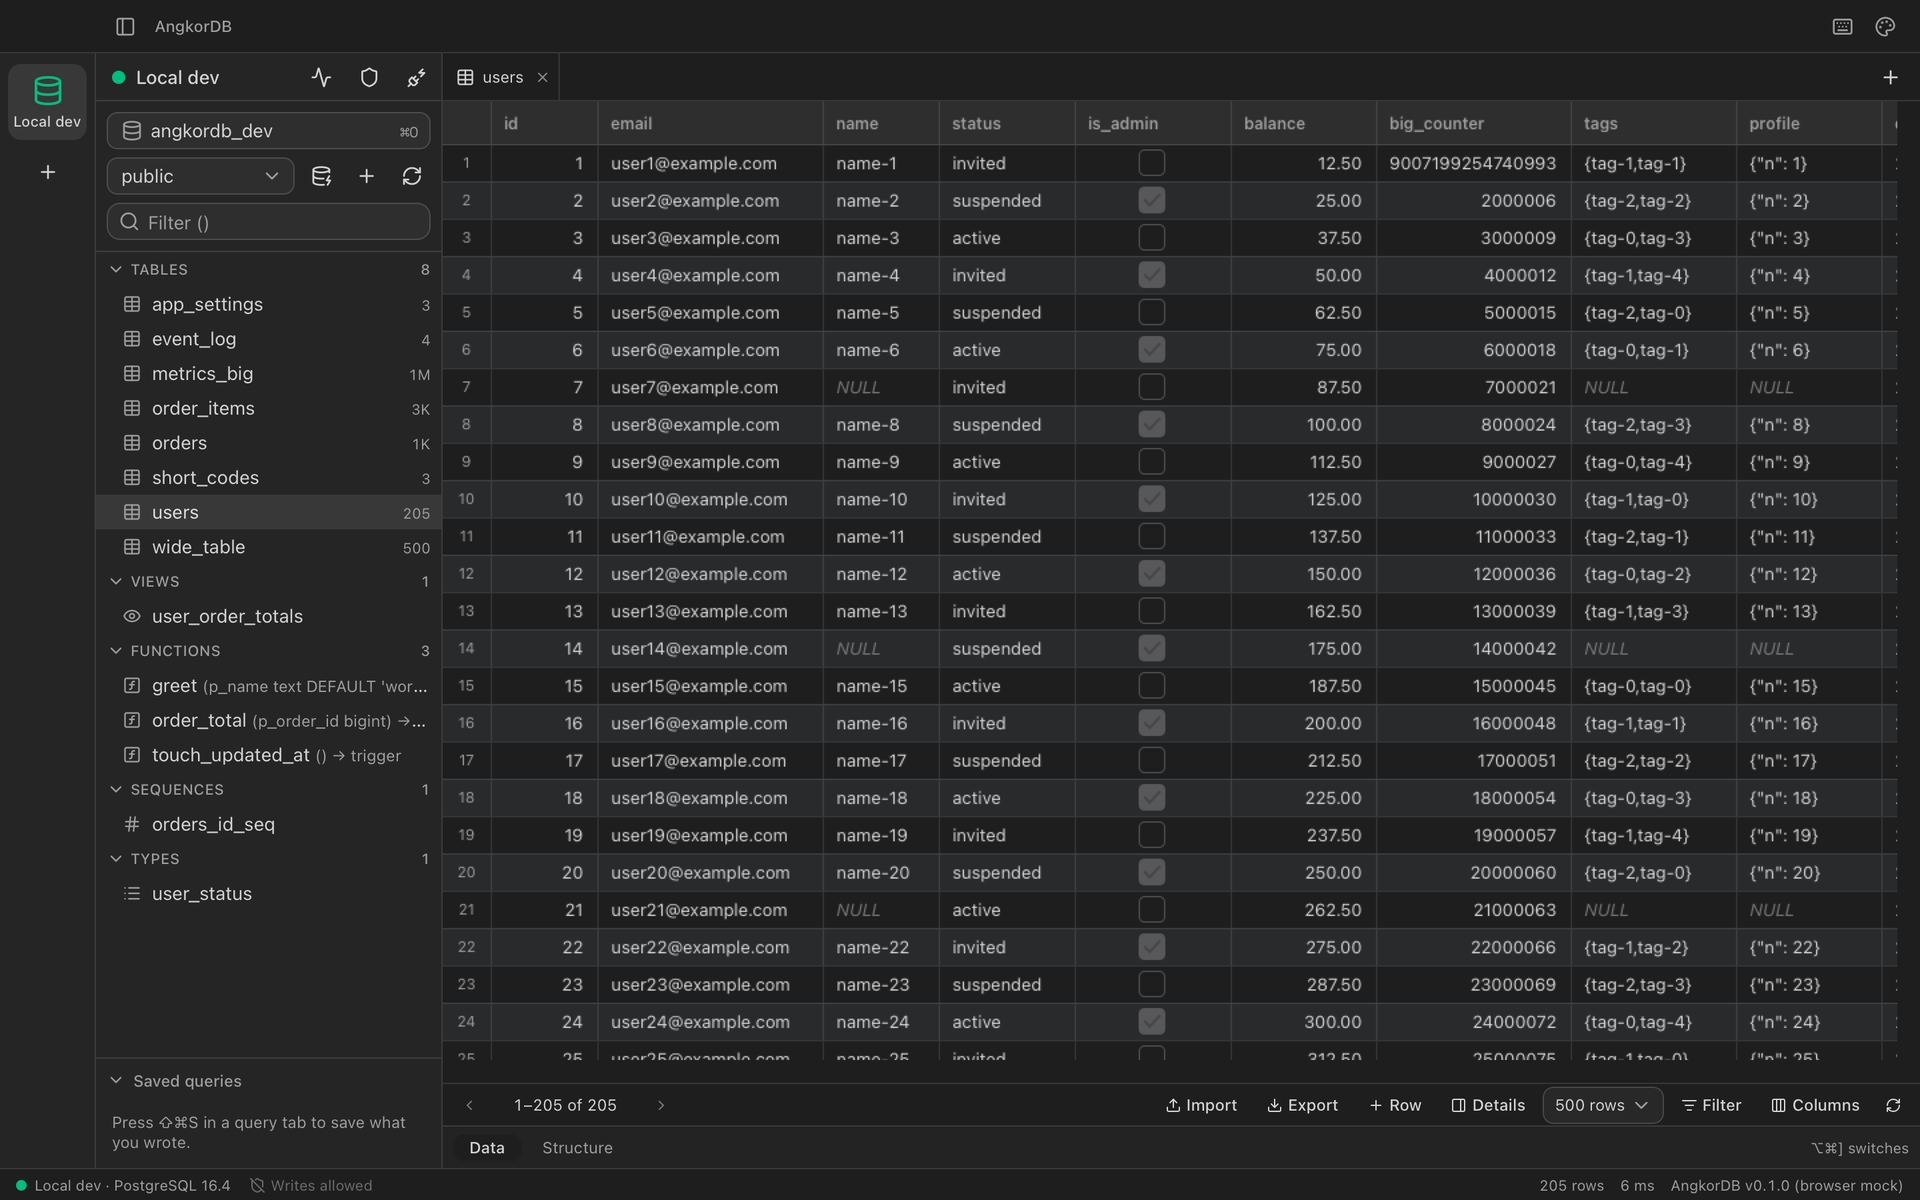 AngkorDB
Local dev
Local dev
users
angkordb_dev ⌘0
public
Filter ()
TABLES 8
app_settings 3
event_log 4
metrics_big 1M
order_items 3K
orders 1K
short_codes 3
users 205
wide_table 500
VIEWS 1
user_order_totals
FUNCTIONS 3
greet (p_name text DEFAULT 'wor...
order_total (p_order_id bigint) →...
touch_updated_at () → trigger
SEQUENCES 1
orders_id_seq
TYPES 1
user_status
Saved queries
Press ⇧⌘S in a query tab to save what
you wrote.
id email name status is_admin balance big_counter tags profile
1 1 user1@example.com name-1 invited 12.50 9007199254740993 {tag-1,tag-1} {"n": 1}
2 2 user2@example.com name-2 suspended 25.00 2000006 {tag-2,tag-2} {"n": 2}
3 3 user3@example.com name-3 active 37.50 3000009 {tag-0,tag-3} {"n": 3}
4 4 user4@example.com name-4 invited 50.00 4000012 {tag-1,tag-4} {"n": 4}
5 5 user5@example.com name-5 suspended 62.50 5000015 {tag-2,tag-0} {"n": 5}
6 6 user6@example.com name-6 active 75.00 6000018 {tag-0,tag-1} {"n": 6}
7 7 user7@example.com NULL invited 87.50 7000021 NULL NULL
8 8 user8@example.com name-8 suspended 100.00 8000024 {tag-2,tag-3} {"n": 8}
9 9 user9@example.com name-9 active 112.50 9000027 {tag-0,tag-4} {"n": 9}
10 10 user10@example.com name-10 invited 125.00 10000030 {tag-1,tag-0} {"n": 10}
11 11 user11@example.com name-11 suspended 137.50 11000033 {tag-2,tag-1} {"n": 11}
12 12 user12@example.com name-12 active 150.00 12000036 {tag-0,tag-2} {"n": 12}
13 13 user13@example.com name-13 invited 162.50 13000039 {tag-1,tag-3} {"n": 13}
14 14 user14@example.com NULL suspended 175.00 14000042 NULL NULL
15 15 user15@example.com name-15 active 187.50 15000045 {tag-0,tag-0} {"n": 15}
16 16 user16@example.com name-16 invited 200.00 16000048 {tag-1,tag-1} {"n": 16}
17 17 user17@example.com name-17 suspended 212.50 17000051 {tag-2,tag-2} {"n": 17}
18 18 user18@example.com name-18 active 225.00 18000054 {tag-0,tag-3} {"n": 18}
19 19 user19@example.com name-19 invited 237.50 19000057 {tag-1,tag-4} {"n": 19}
20 20 user20@example.com name-20 suspended 250.00 20000060 {tag-2,tag-0} {"n": 20}
21 21 user21@example.com NULL active 262.50 21000063 NULL NULL
22 22 user22@example.com name-22 invited 275.00 22000066 {tag-1,tag-2} {"n": 22}
23 23 user23@example.com name-23 suspended 287.50 23000069 {tag-2,tag-3} {"n": 23}
24 24 user24@example.com name-24 active 300.00 24000072 {tag-0,tag-4} {"n": 24}
25 25 user25@example.com name-25 invited 312.50 25000075 {tag-1,tag-0} {"n": 25}
1–205 of 205 Import Export + Row Details 500 rows Filter Columns
Data Structure ⌥⌘] switches
Local dev · PostgreSQL 16.4 Writes allowed 205 rows 6 ms AngkorDB v0.1.0 (browser mock)